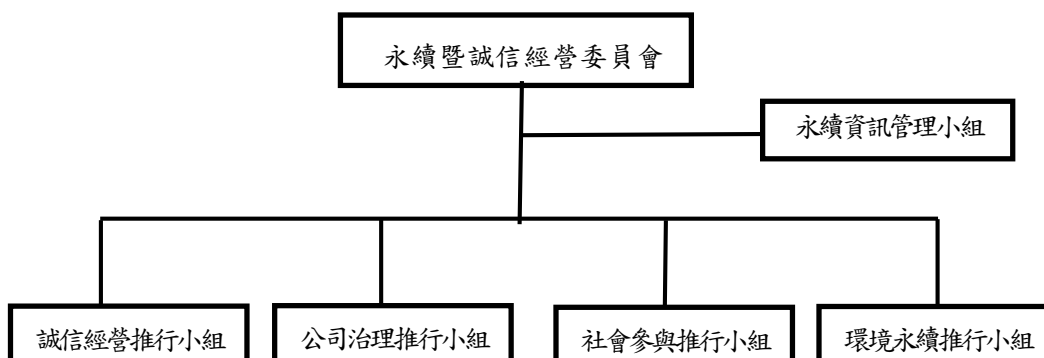 永續暨誠信經營委員會
永續資訊管理小組
誠信經營推行小組
公司治理推行小組
社會參與推行小組
環境永續推行小組